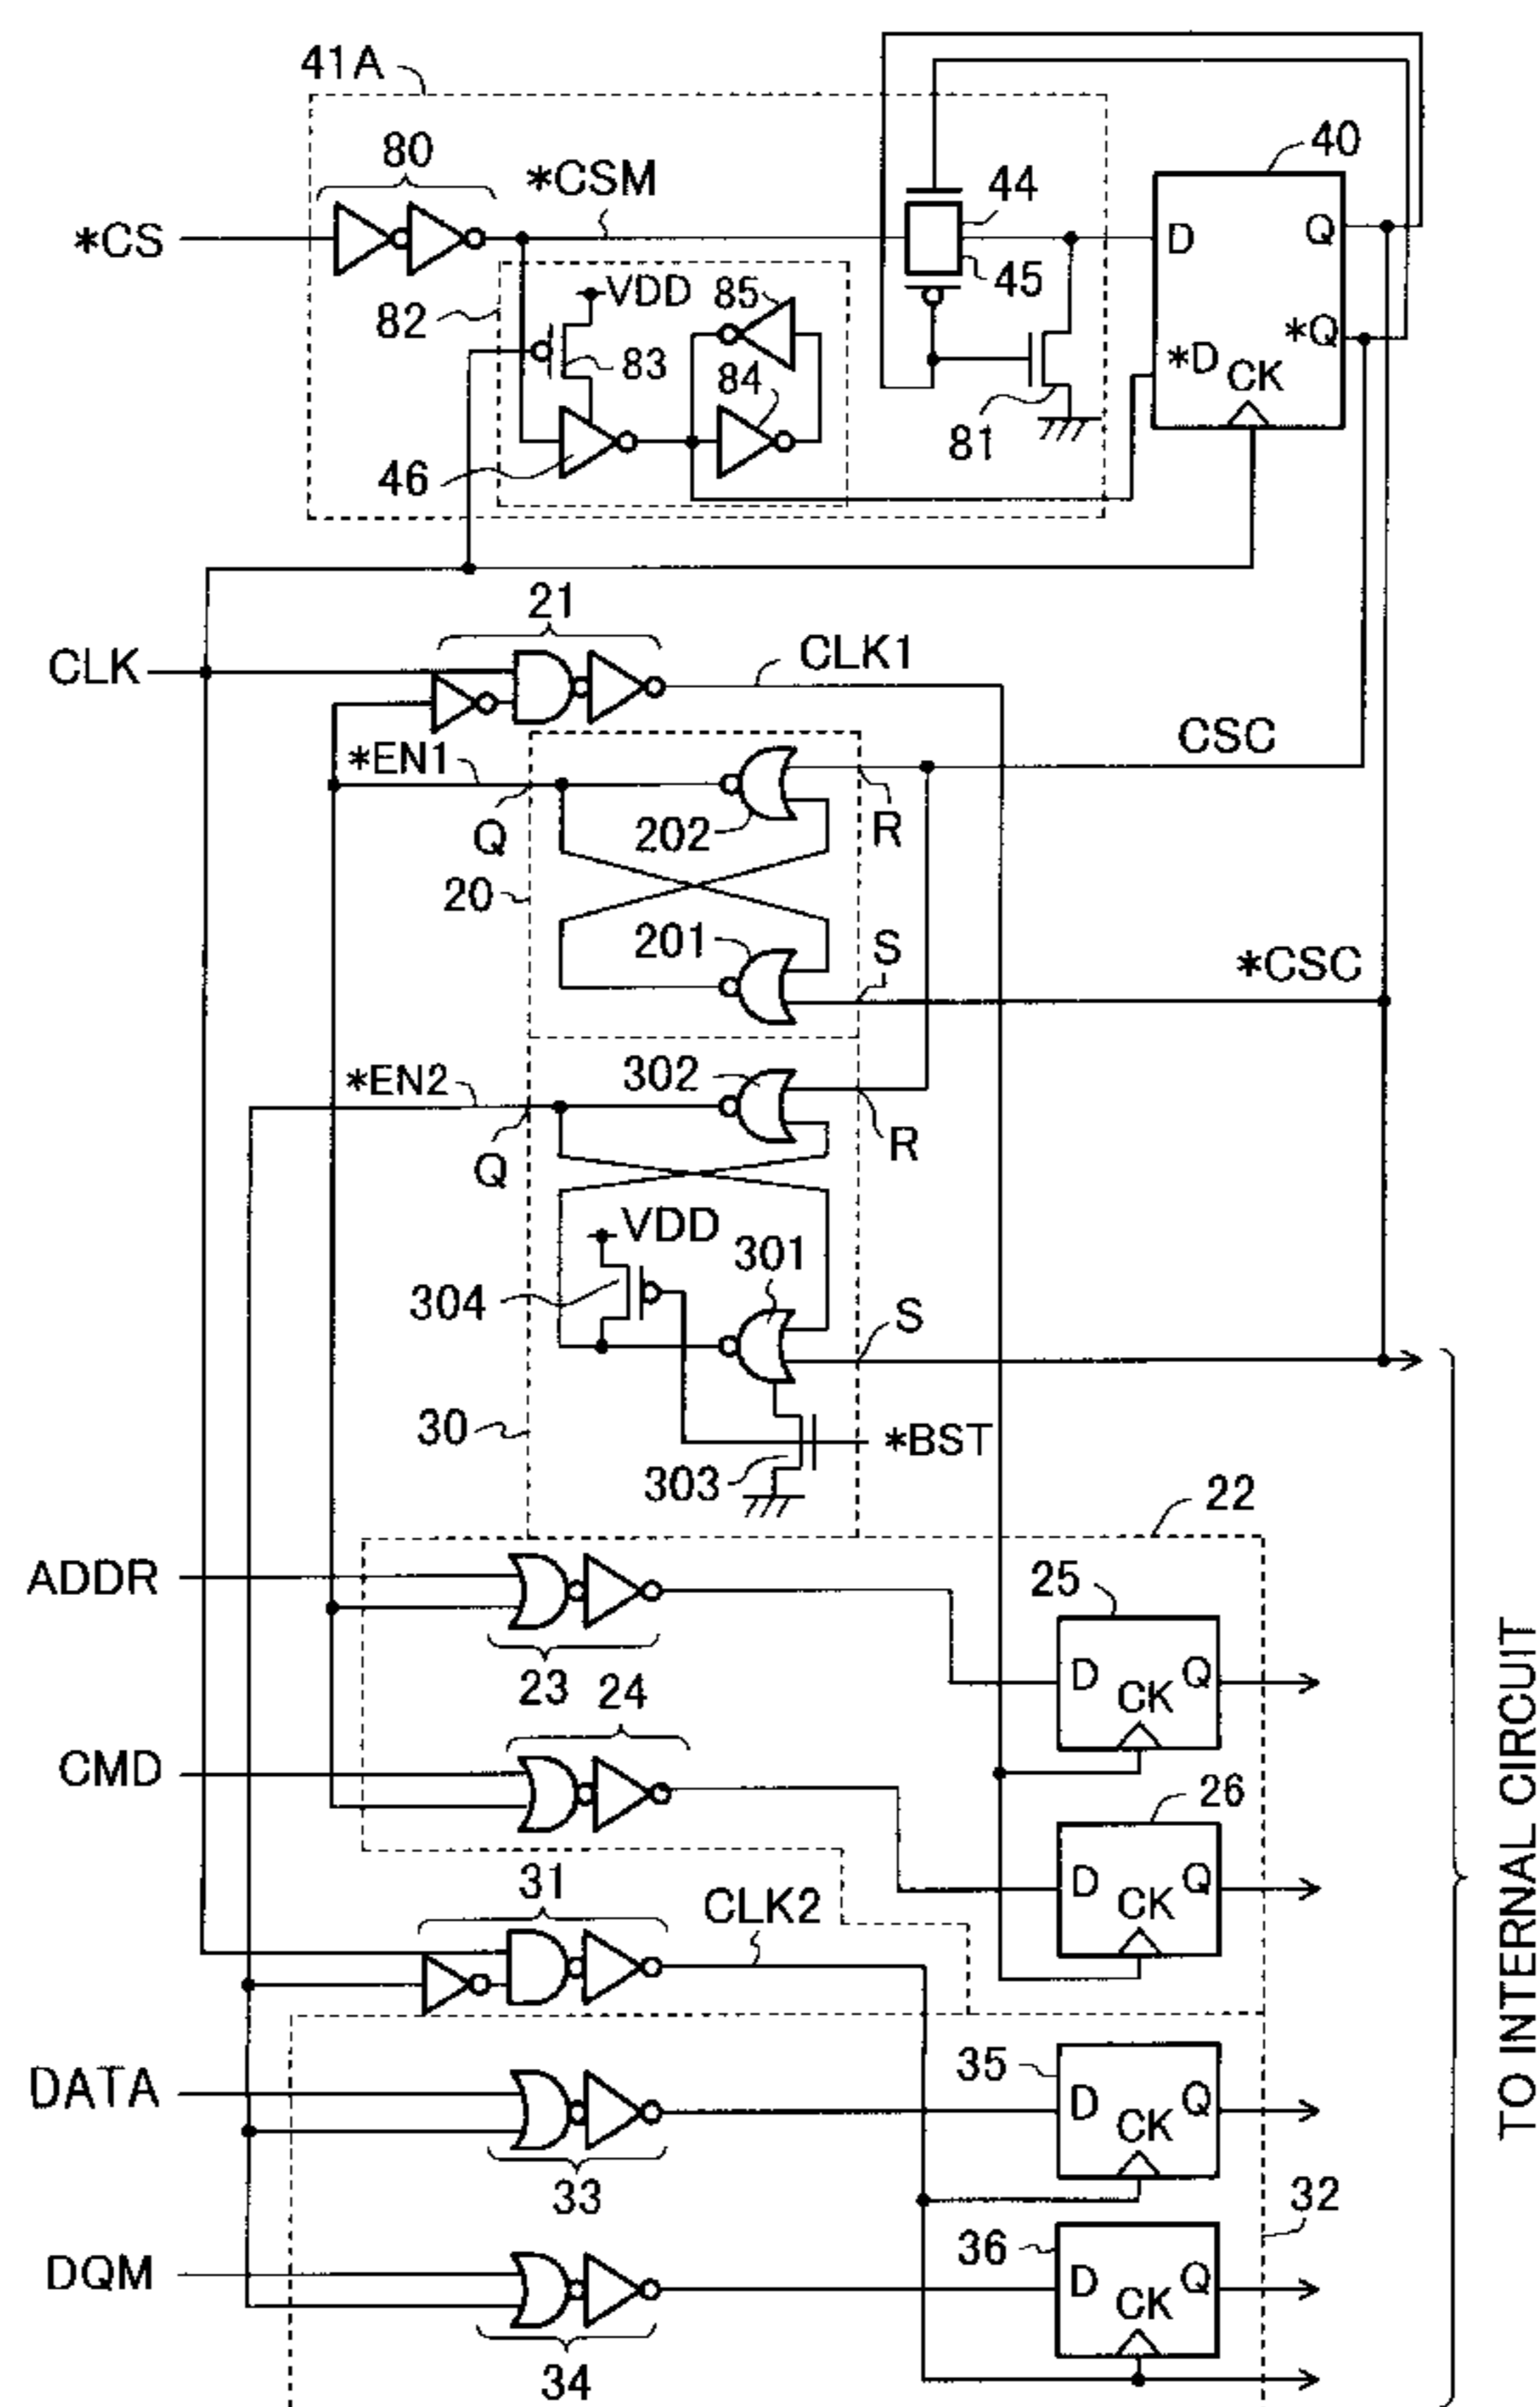 41A
80
*CSM
*CS
44
45
40
D
Q
*Q
*D
CK
82
VDD
85
83
84
46
81
21
CLK
CLK1
*EN1
CSC
Q
202
R
20
201
S
*CSC
302
*EN2
R
Q
VDD
301
304
S
30
*BST
303
22
ADDR
25
D
CK
Q
23
24
CMD
26
D
CK
Q
31
CLK2
DATA
35
D
CK
Q
33
32
DQM
36
D
CK
Q
34
TO INTERNAL CIRCUIT